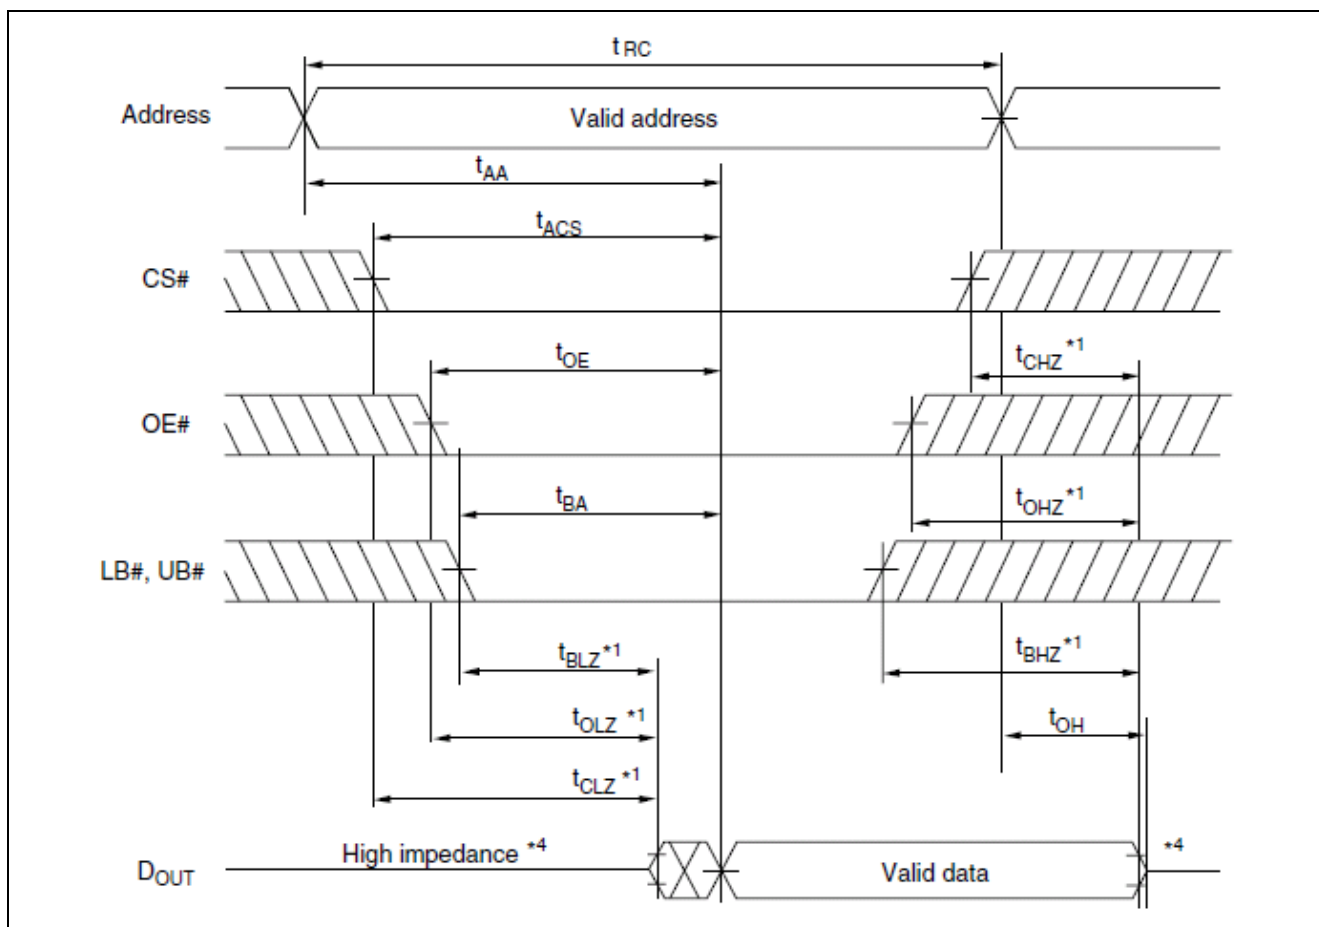 tRC
Address
Valid address
tAA
tACS
CS#
tOE
tCHZ *1
OE#
tBA
tOHZ *1
LB#, UB#
tBLZ *1
tBHZ *1
tOLZ *1
tOH
tCLZ *1
High impedance *4
*4
DOUT
Valid data